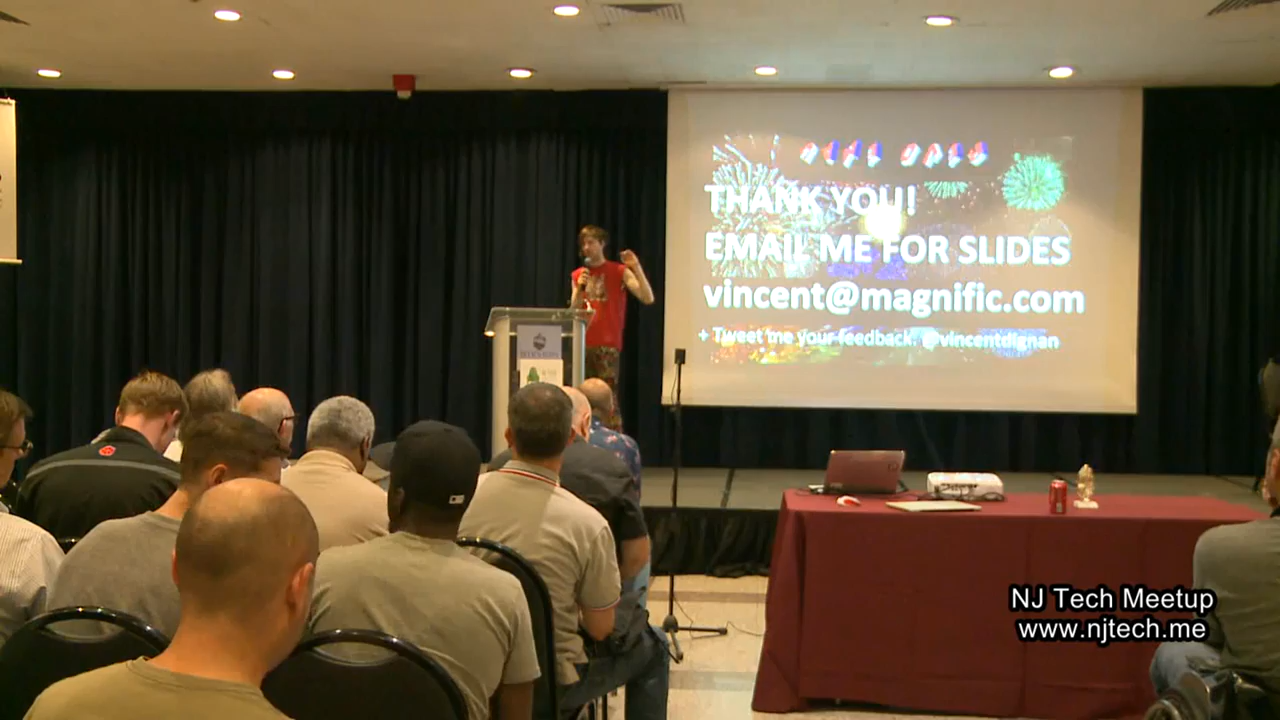 THANK YOU!
EMAIL ME FOR SLIDES
vincent@magnific.com
+ Tweet me your feedback. @vincentdignan
NJ Tech Meetup
www.njtech.me